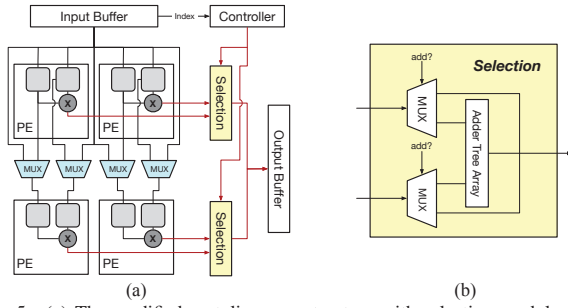 Input Buffer
Index
Controller
Selection
X
X
PE
PE
MUX
MUX
MUX
MUX
Output Buffer
Selection
X
X
PE
PE
(a)
add?
Selection
MUX
Adder Tree Array
add?
MUX
(b)